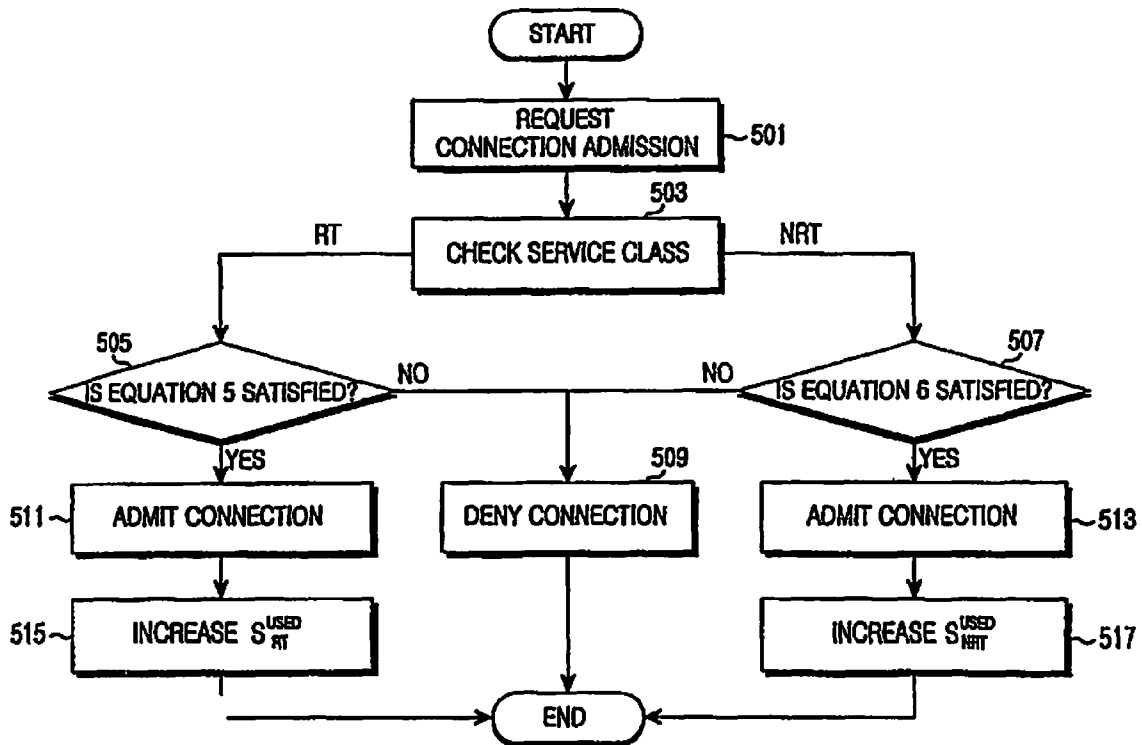 START
REQUEST
CONNECTION ADMISSION
501
503
RT
CHECK SERVICE CLASS
NRT
505
IS EQUATION 5 SATISFIED?
NO
NO
507
IS EQUATION 6 SATISFIED?
YES
509
YES
511
ADMIT CONNECTION
DENY CONNECTION
ADMIT CONNECTION
513
515
INCREASE S_RT^USED
INCREASE S_NRT^USED
517
END